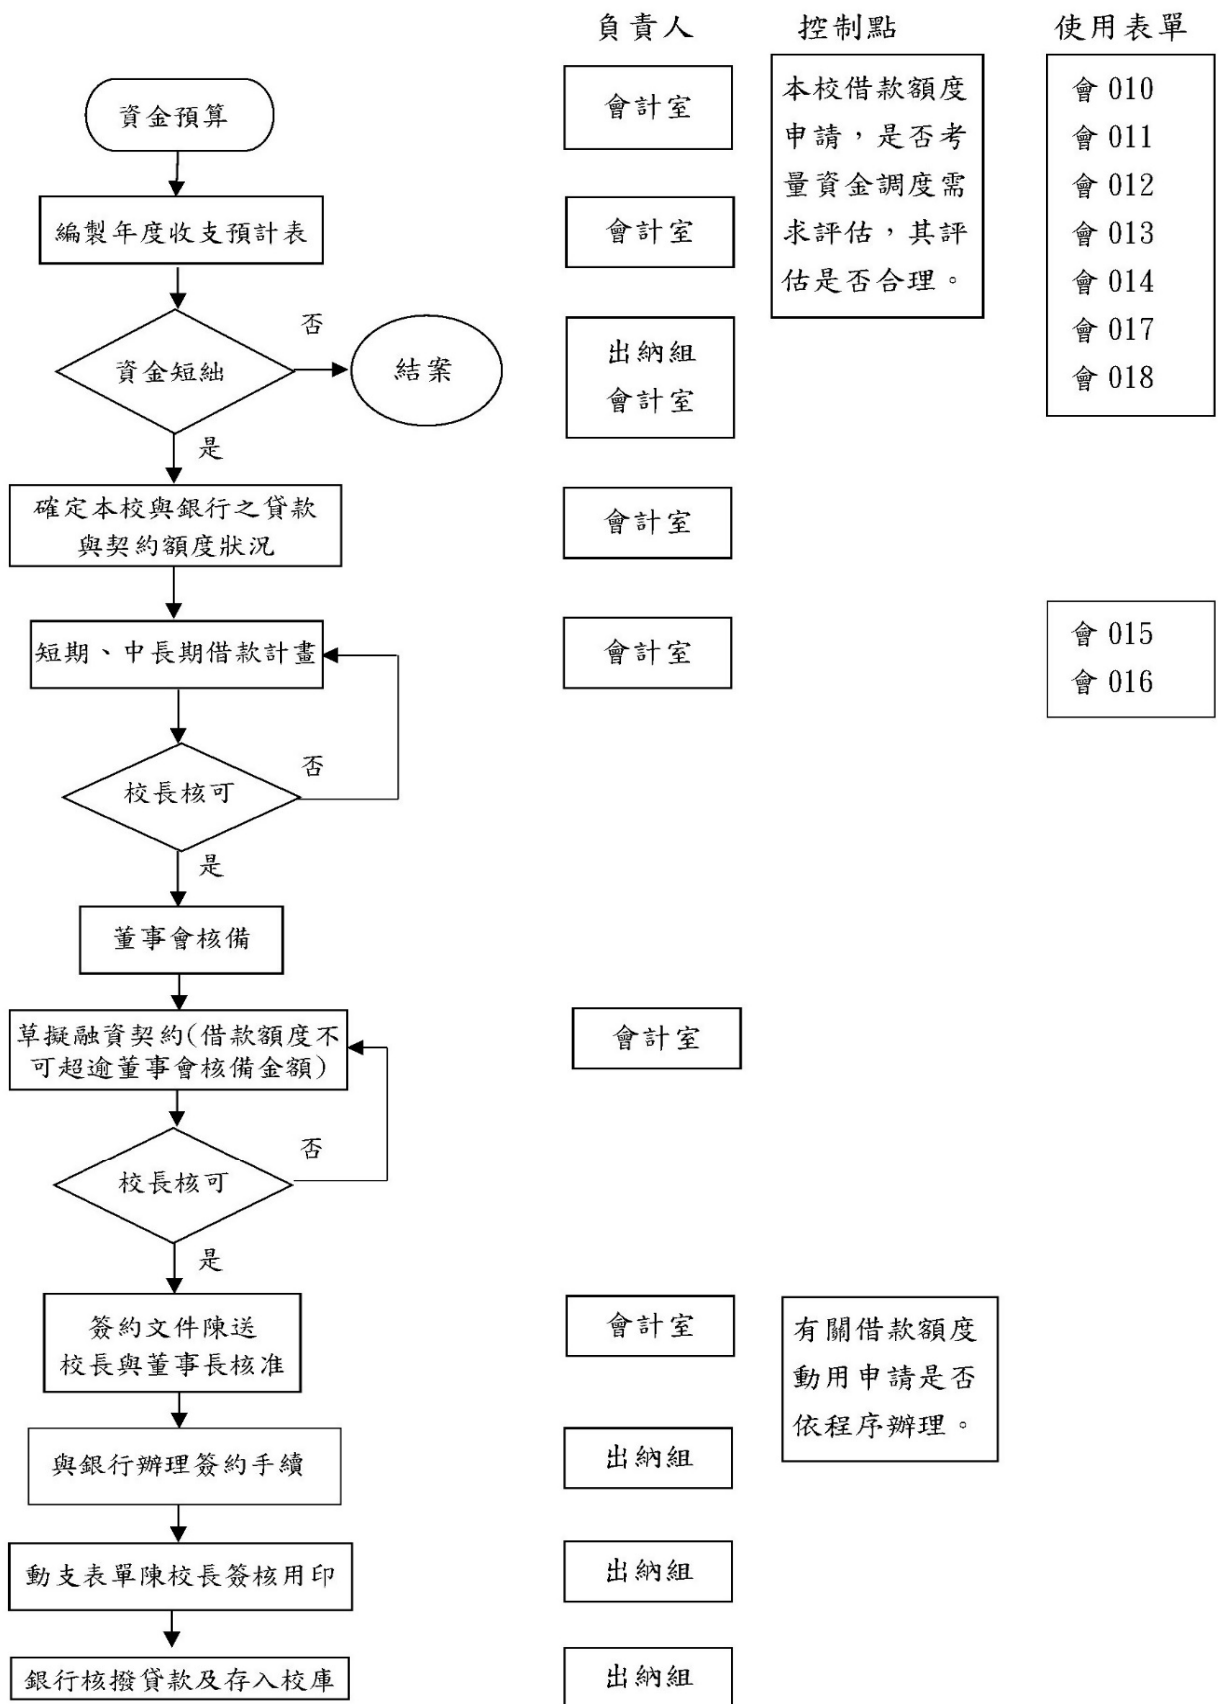 負責人
控制點
使用表單
資金預算
會計室
本校借款額度
申請,是否考
量資金調度需
求評估,其評
估是否合理。
會 010
會 011
會 012
會 013
會 014
會 017
會 018
編製年度收支預計表
會計室
資金短絀
否
結案
出納組
會計室
是
確定本校與銀行之貸款
與契約額度狀況
會計室
短期、中長期借款計畫
會計室
會 015
會 016
校長核可
否
是
董事會核備
草擬融資契約(借款額度不
可超逾董事會核備金額)
會計室
校長核可
否
是
簽約文件陳送
校長與董事長核准
會計室
有關借款額度
動用申請是否
依程序辦理。
與銀行辦理簽約手續
出納組
動支表單陳校長簽核用印
出納組
銀行核撥貸款及存入校庫
出納組